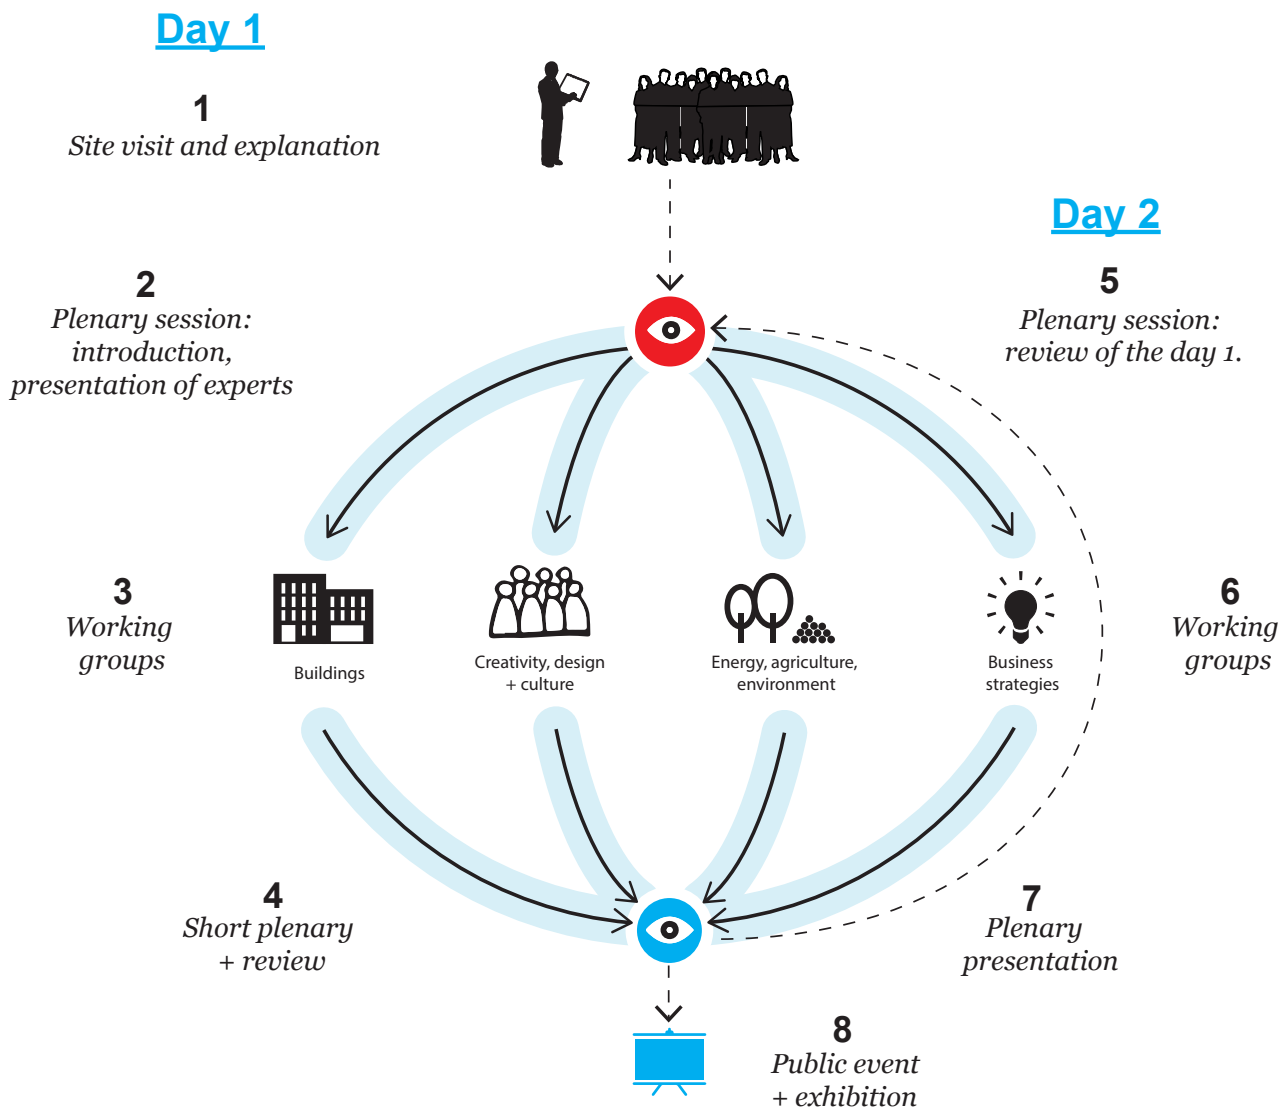 Day 1
1
Site visit and explanation
2
Plenary session:
introduction,
presentation of experts
3
Working
groups
4
Short plenary
+ review
Buildings
Creativity, design
+ culture
Energy, agriculture,
environment
Business
strategies
Day 2
5
Plenary session:
review of the day 1.
6
Working
groups
7
Plenary
presentation
8
Public event
+ exhibition